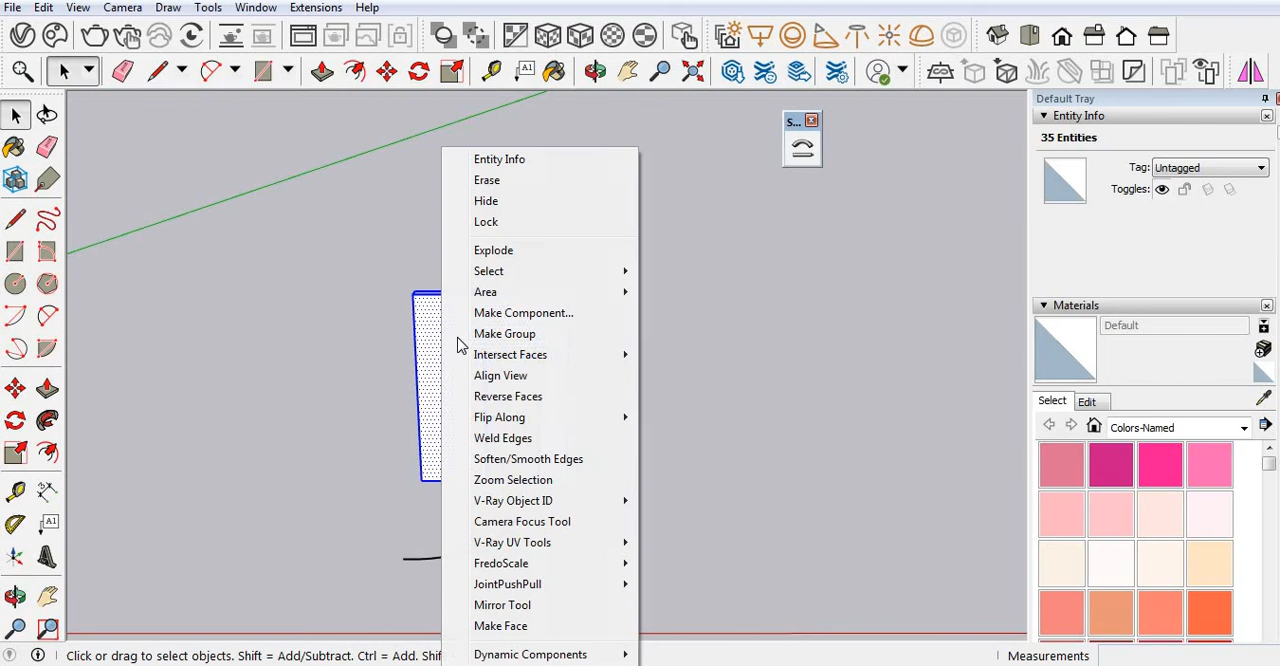 File Edit View Camera Draw Tools Window Extensions Help
A1
S...
Default Tray
Entity Info
35 Entities
Tag: Untagged
Toggles:
Entity Info
Erase
Hide
Lock
Explode
Select
Area
Make Component...
Make Group
Intersect Faces
Align View
Reverse Faces
Flip Along
Weld Edges
Soften/Smooth Edges
Zoom Selection
V-Ray Object ID
Camera Focus Tool
V-Ray UV Tools
FredoScale
JointPushPull
Mirror Tool
Make Face
Dynamic Components
Materials
Default
Select Edit
Colors-Named
A1
Click or drag to select objects. Shift = Add/Subtract. Ctrl = Add. Shif
Measurements